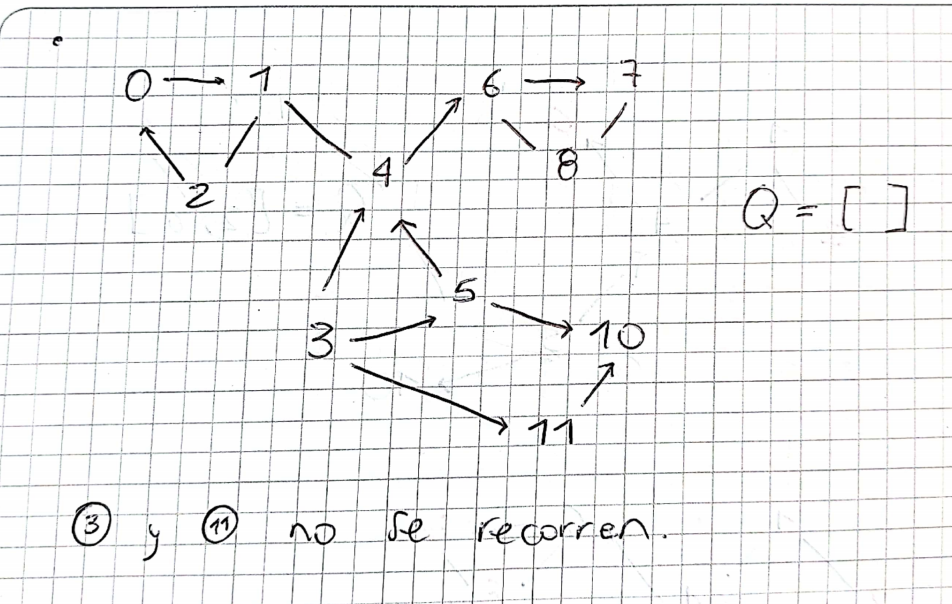 0 1 6 7
4 8
2
Q = [ ]
5
3 10
11
③ y ⑪ no se recorren.